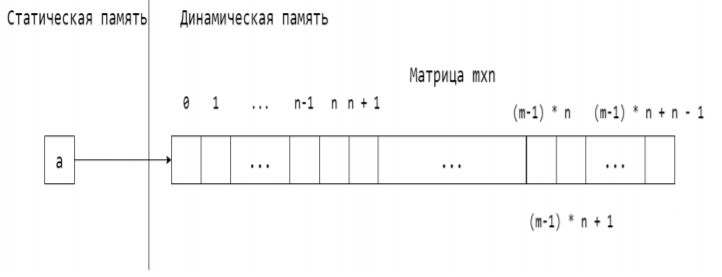 Статическая память Динамическая память
Матрица mxn
0 1 ... n-1 n n + 1 (m-1) * n (m-1) * n + n - 1
a ... ... ...
(m-1) * n + 1